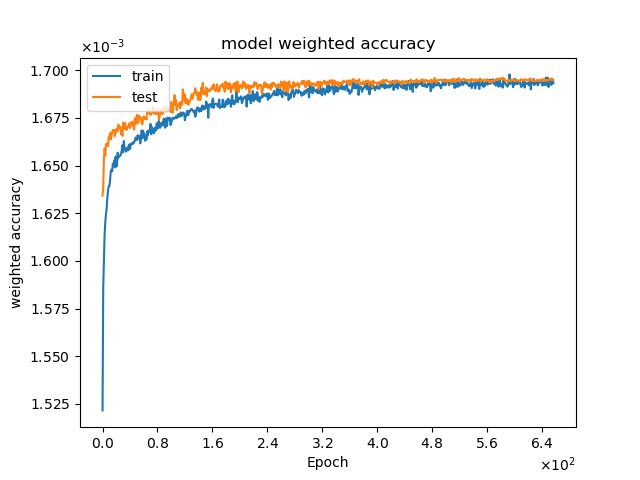 ×10⁻³
model weighted accuracy
1.700
1.675
1.650
1.625
1.600
1.575
1.550
1.525
weighted accuracy
train
test
0.0 0.8 1.6 2.4 3.2 4.0 4.8 5.6 6.4
Epoch
×10²